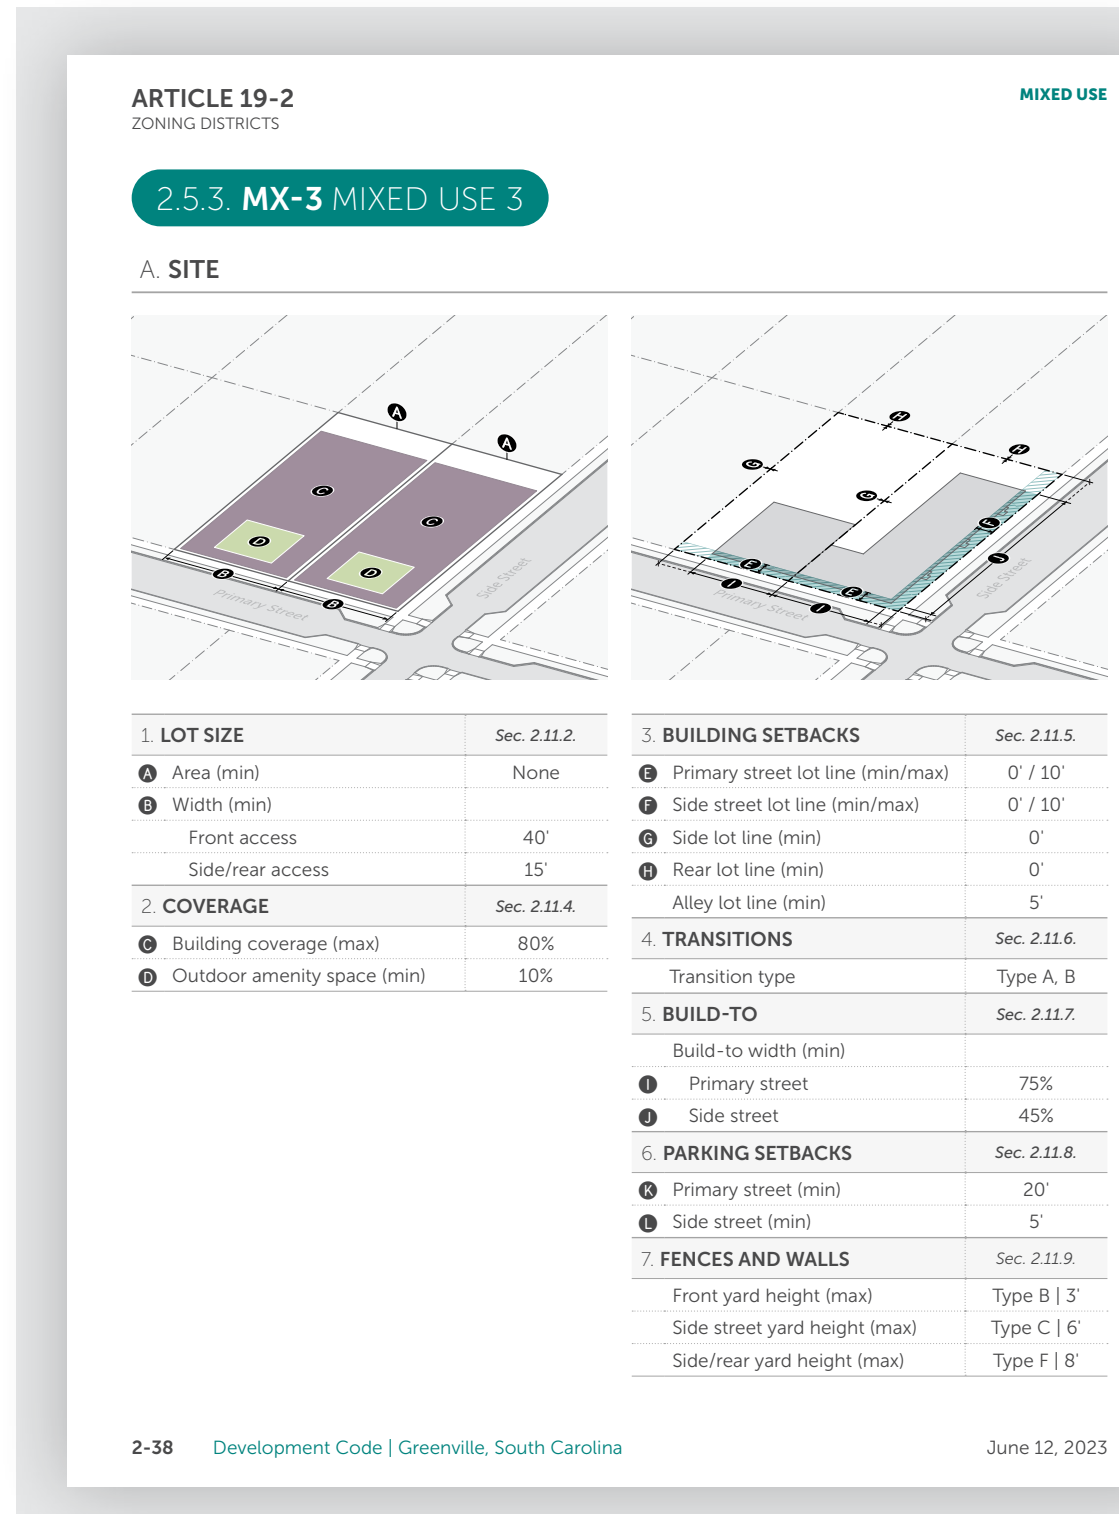 ARTICLE 19-2
ZONING DISTRICTS
MIXED USE
2.5.3. MX-3 MIXED USE 3
A. SITE
A
A
C
C
D
D
B
B
Primary Street
Side Street
H
H
G
G
F
E
J
I
E
I
Primary Street
Side Street
1. LOT SIZE Sec. 2.11.2.
A Area (min) None
B Width (min)
Front access 40'
Side/rear access 15'
2. COVERAGE Sec. 2.11.4.
C Building coverage (max) 80%
D Outdoor amenity space (min) 10%
3. BUILDING SETBACKS Sec. 2.11.5.
E Primary street lot line (min/max) 0' / 10'
F Side street lot line (min/max) 0' / 10'
G Side lot line (min) 0'
H Rear lot line (min) 0'
Alley lot line (min) 5'
4. TRANSITIONS Sec. 2.11.6.
Transition type Type A, B
5. BUILD-TO Sec. 2.11.7.
Build-to width (min)
I Primary street 75%
J Side street 45%
6. PARKING SETBACKS Sec. 2.11.8.
K Primary street (min) 20'
L Side street (min) 5'
7. FENCES AND WALLS Sec. 2.11.9.
Front yard height (max) Type B | 3'
Side street yard height (max) Type C | 6'
Side/rear yard height (max) Type F | 8'
2-38 Development Code | Greenville, South Carolina June 12, 2023